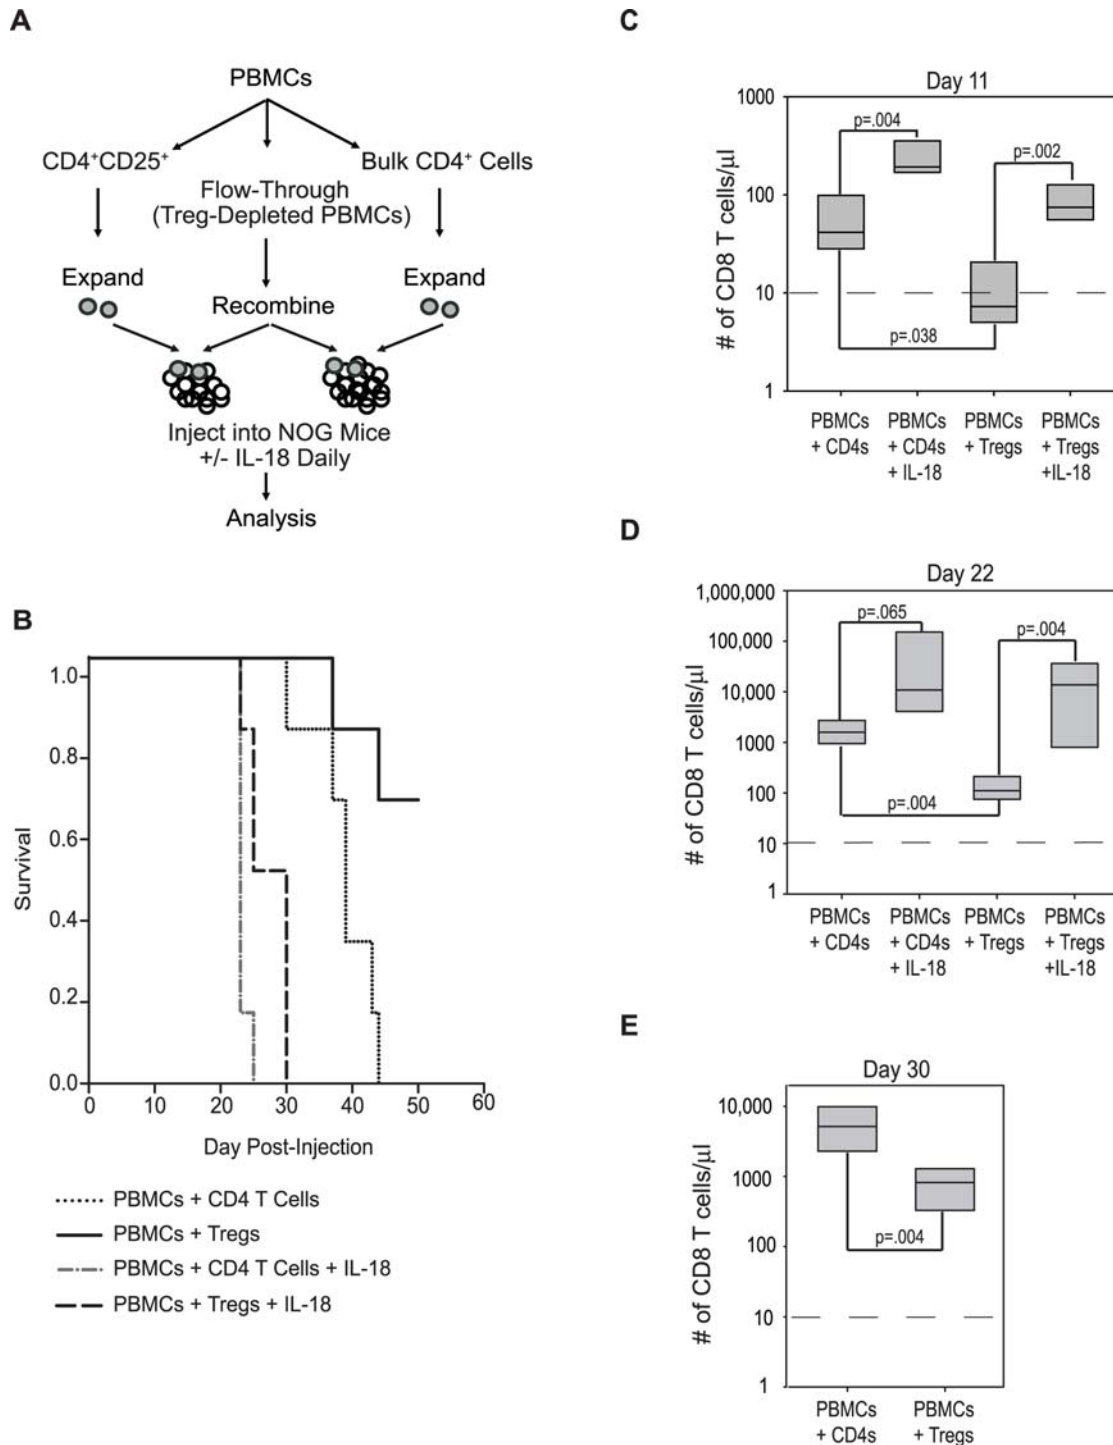 A
PBMCs
CD4⁺CD25⁺
Bulk CD4⁺ Cells
Flow-Through
(Treg-Depleted PBMCs)
Expand
Expand
Recombine
Inject into NOG Mice
+/- IL-18 Daily
Analysis
B
Survival
1.0
0.8
0.6
0.4
0.2
0.0
0 10 20 30 40 50 60
Day Post-Injection
PBMCs + CD4 T Cells
PBMCs + Tregs
PBMCs + CD4 T Cells + IL-18
PBMCs + Tregs + IL-18
C
Day 11
# of CD8 T cells/µl
1000
100
10
1
p=.004
p=.002
p=.038
PBMCs PBMCs PBMCs PBMCs
+ CD4s + CD4s + Tregs + Tregs
+ IL-18 +IL-18
D
Day 22
# of CD8 T cells/µl
1,000,000
100,000
10,000
1000
100
10
1
p=.065
p=.004
p=.004
PBMCs PBMCs PBMCs PBMCs
+ CD4s + CD4s + Tregs + Tregs
+ IL-18 +IL-18
E
Day 30
# of CD8 T cells/µl
10,000
1000
100
10
1
p=.004
PBMCs PBMCs
+ CD4s + Tregs